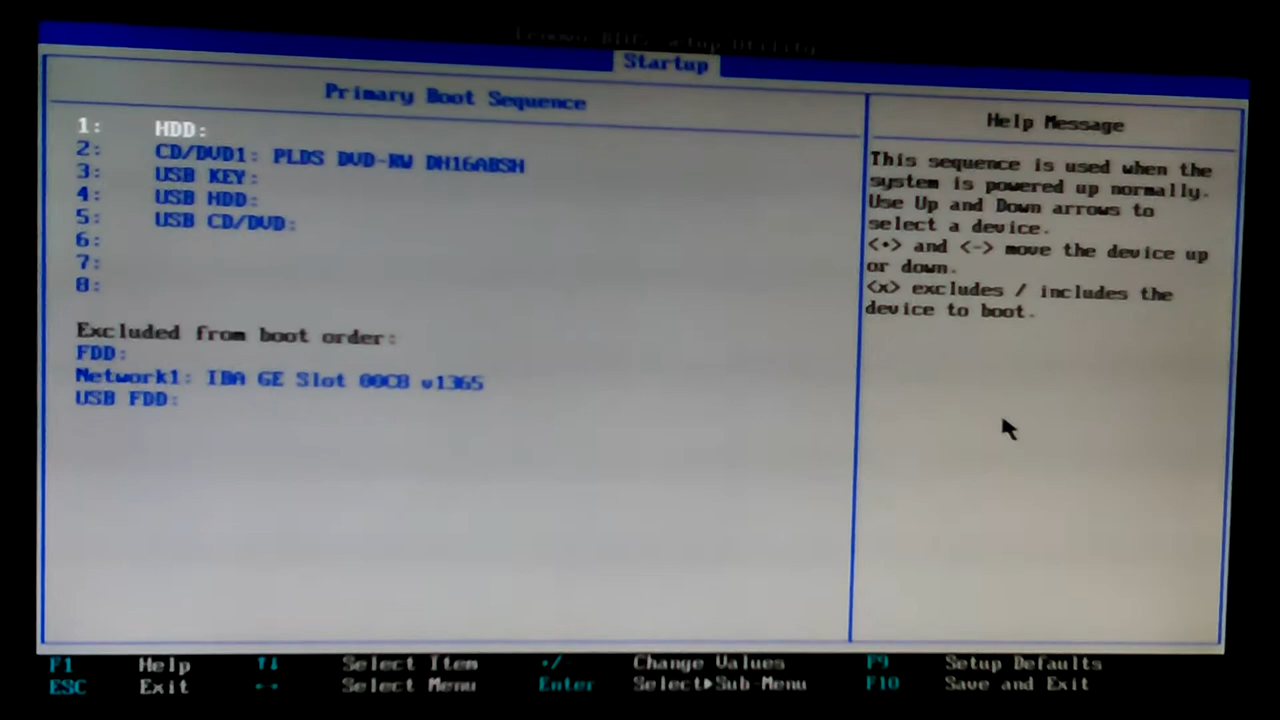 Lenovo BIOS Setup Utility
Startup
Primary Boot Sequence
1: HDD:
2: CD/DVD1: PLDS DVD-RW DH16ABSH
3: USB KEY:
4: USB HDD:
5: USB CD/DVD:
6:
7:
8:
Excluded from boot order:
FDD:
Network1: IBA GE Slot 00C8 v1365
USB FDD:
Help Message
This sequence is used when the
system is powered up normally.
Use Up and Down arrows to
select a device.
<+> and <-> move the device up
or down.
<x> excludes / includes the
device to boot.
F1 Help ↑↓ Select Item +/- Change Values F9 Setup Defaults
ESC Exit ←→ Select Menu Enter Select▶Sub-Menu F10 Save and Exit